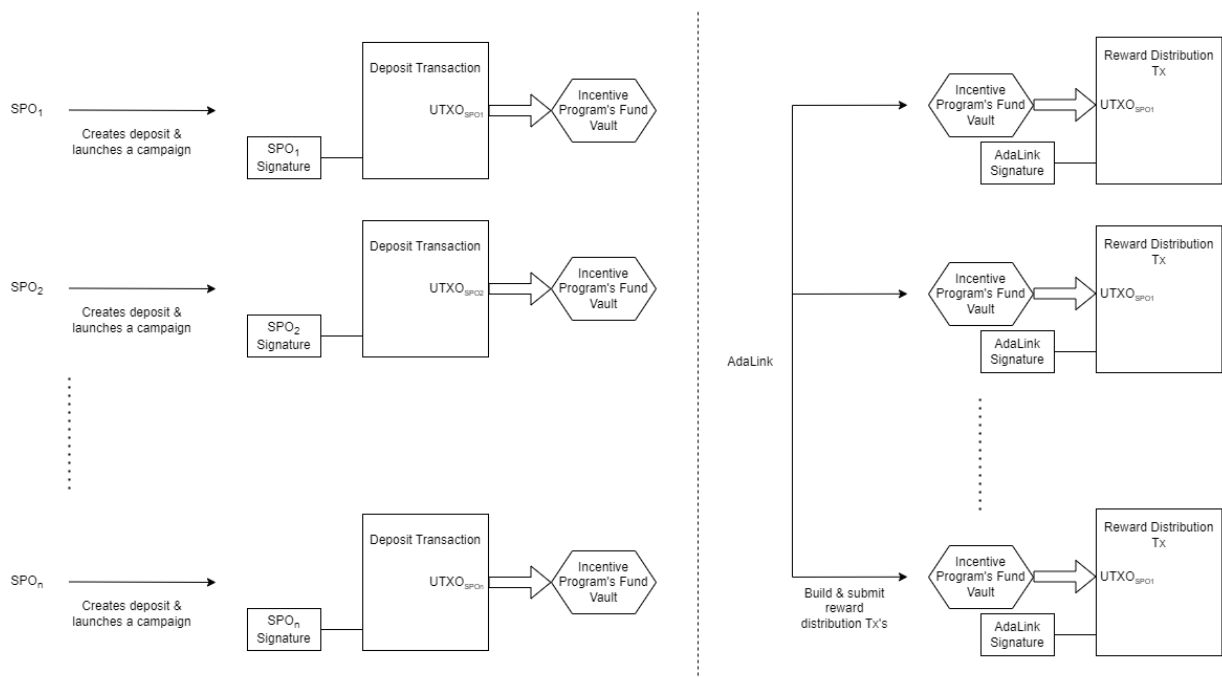 SPO1
Creates deposit &
launches a campaign
SPO1
Signature
Deposit Transaction
UTXOSPO1
Incentive
Program's Fund
Vault
SPO2
Creates deposit &
launches a campaign
SPO2
Signature
Deposit Transaction
UTXOSPO2
Incentive
Program's Fund
Vault
SPOn
Creates deposit &
launches a campaign
SPOn
Signature
Deposit Transaction
UTXOSPOn
Incentive
Program's Fund
Vault
AdaLink
Incentive
Program's Fund
Vault
AdaLink
Signature
Reward Distribution
Tx
UTXOSPO1
Incentive
Program's Fund
Vault
AdaLink
Signature
Reward Distribution
Tx
UTXOSPO1
Build & submit
reward
distribution Tx's
Incentive
Program's Fund
Vault
AdaLink
Signature
Reward Distribution
Tx
UTXOSPO1